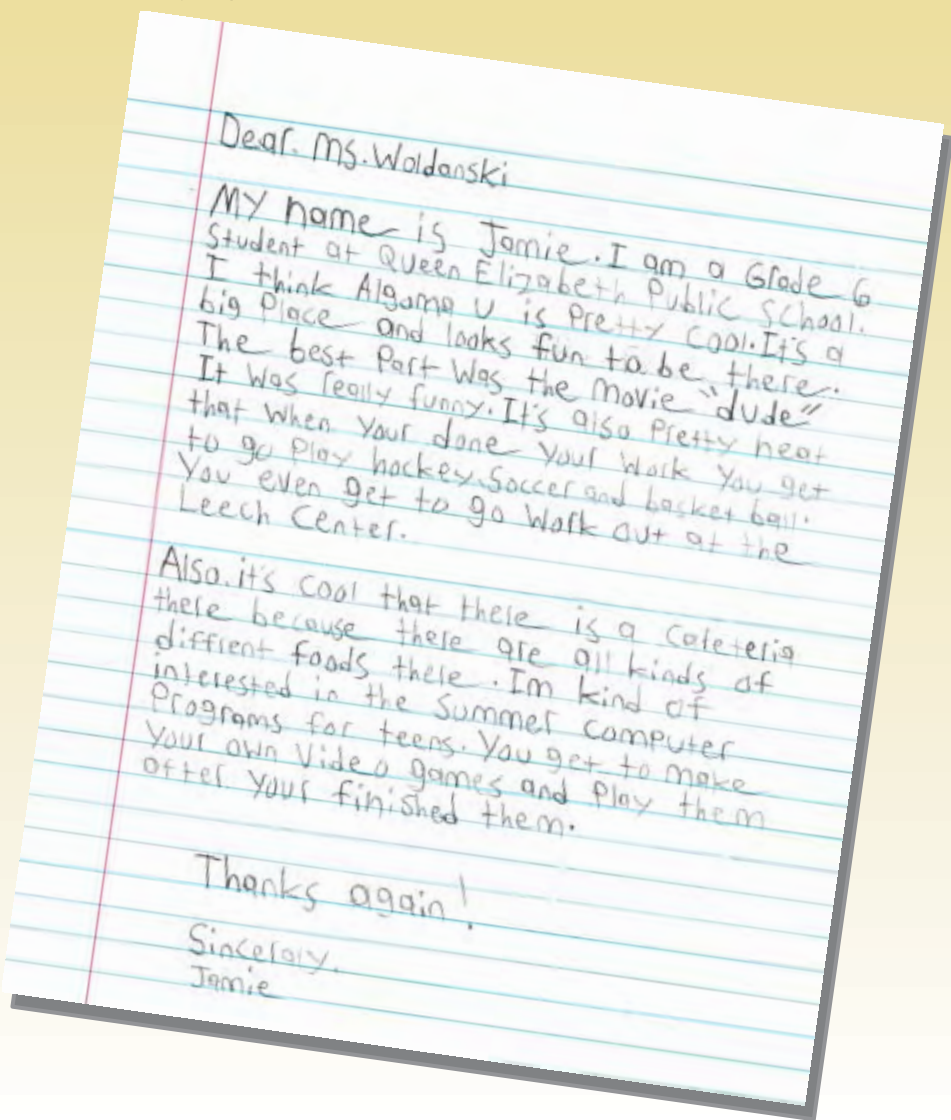 Dear. Ms. Woldanski
My name is Jamie. I am a Grade 6
Student at Queen Elizabeth Public School.
I think Algoma U is Pretty Cool. It's a
big Place and looks fun to be there.
The best Part Was the movie "dude"
It Was really funny. It's also Pretty neat
that When your done your Work you get
to go Play hockey, Soccer and basket ball.
You even get to go Work out at the
Leech Center.
Also, it's cool that there is a cafeteria
there because there are all kinds of
diffrent foods there. Im kind of
interested in the Summer Computer
Programs for teens. You get to make
your own Video games and Play them
after your finished them.
Thanks again!
Sincerely,
Jamie